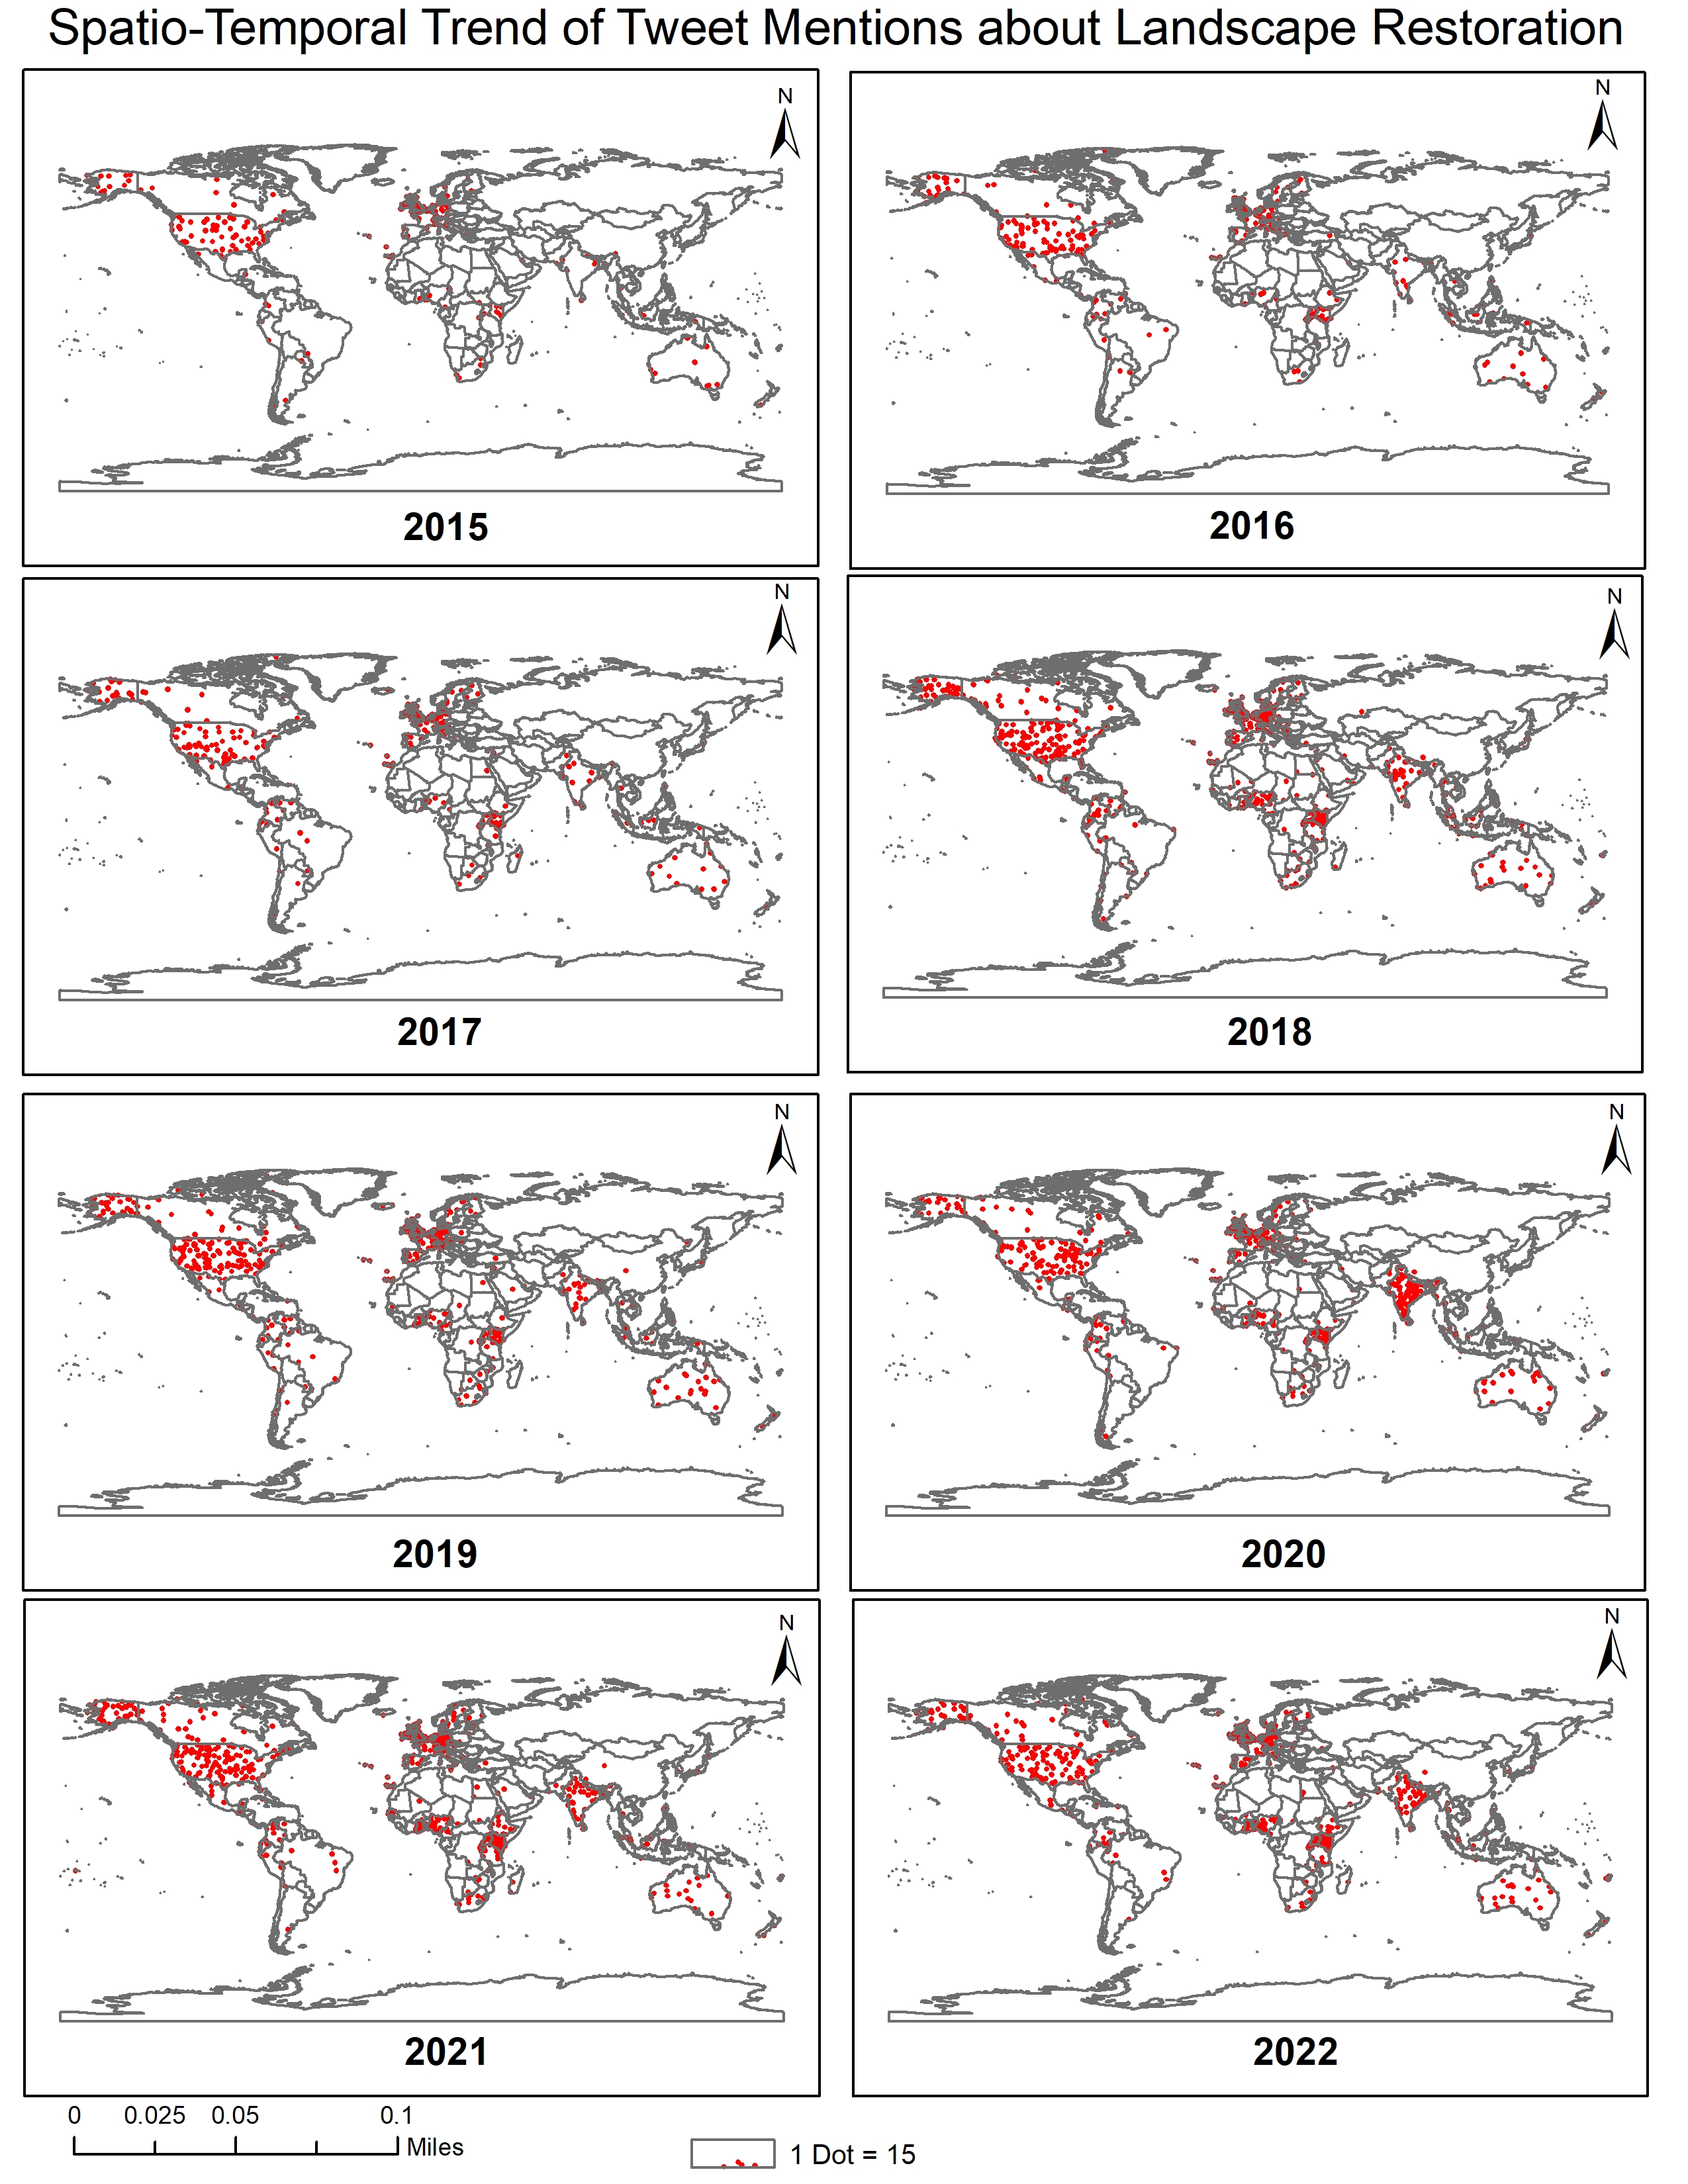 Spatio-Temporal Trend of Tweet Mentions about Landscape Restoration
N
N
2015
2016
N
N
2017
2018
N
N
2019
2020
N
N
2021
2022
0 0.025 0.05 0.1
Miles
1 Dot = 15